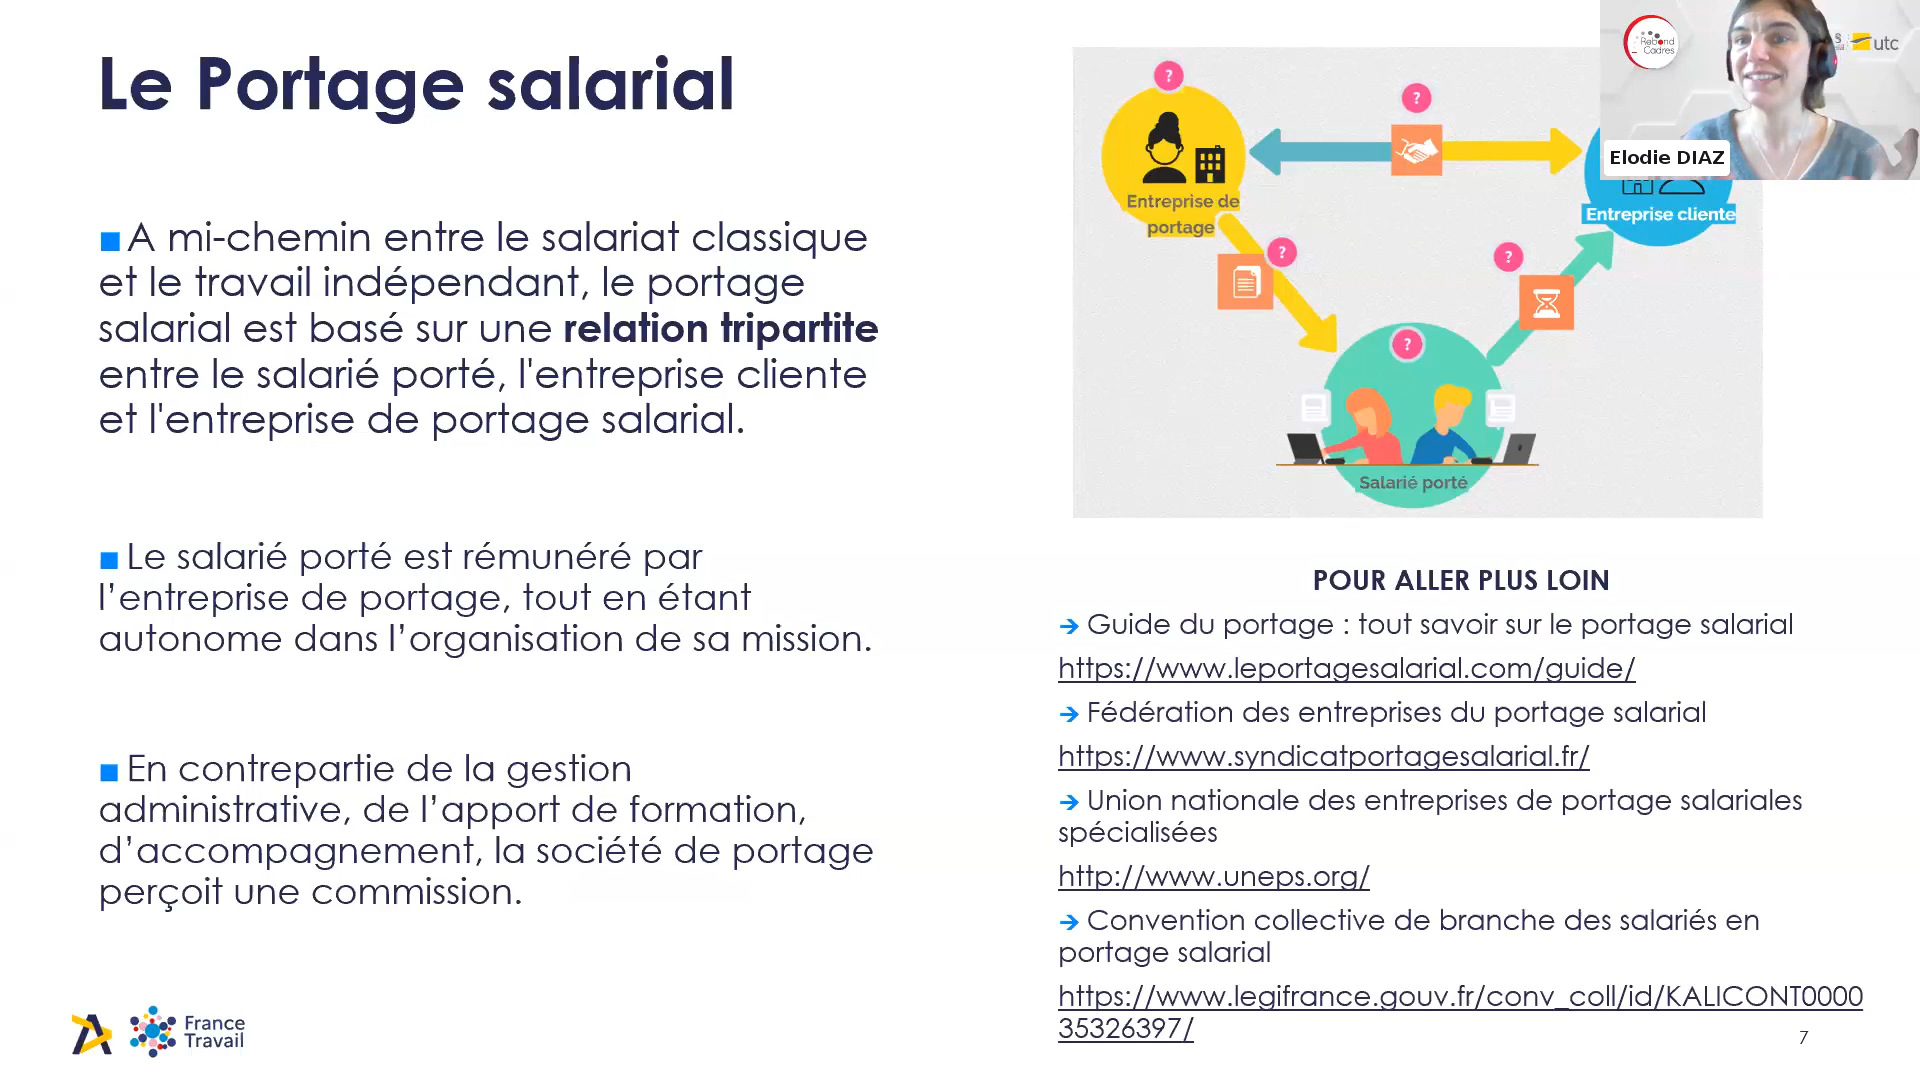 Le Portage salarial
■ A mi-chemin entre le salariat classique
et le travail indépendant, le portage
salarial est basé sur une relation tripartite
entre le salarié porté, l'entreprise cliente
et l'entreprise de portage salarial.
■ Le salarié porté est rémunéré par
l’entreprise de portage, tout en étant
autonome dans l’organisation de sa mission.
■ En contrepartie de la gestion
administrative, de l’apport de formation,
d’accompagnement, la société de portage
perçoit une commission.
France
Travail
?
?
Entreprise de
portage
?
?
?
Entreprise cliente
Salarié porté
Rebond
Cadres
utc
Elodie DIAZ
POUR ALLER PLUS LOIN
→ Guide du portage : tout savoir sur le portage salarial
https://www.leportagesalarial.com/guide/
→ Fédération des entreprises du portage salarial
https://www.syndicatportagesalarial.fr/
→ Union nationale des entreprises de portage salariales
spécialisées
http://www.uneps.org/
→ Convention collective de branche des salariés en
portage salarial
https://www.legifrance.gouv.fr/conv_coll/id/KALICONT0000
35326397/
7